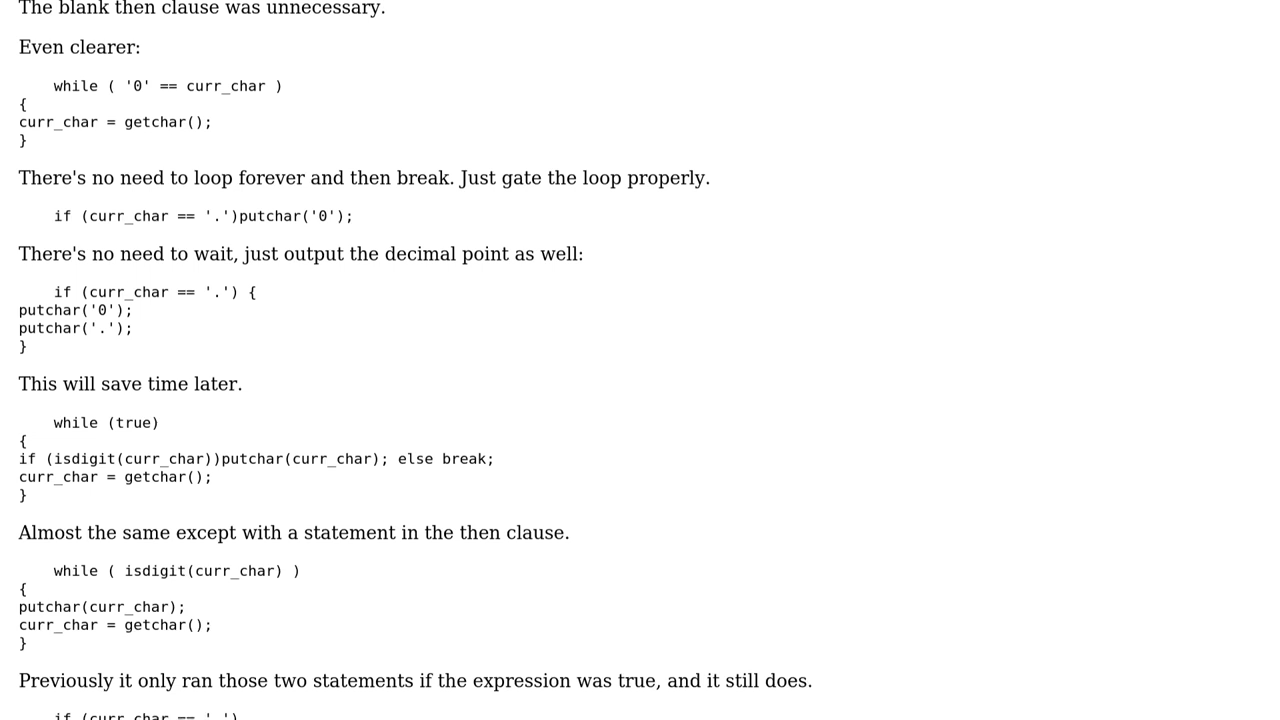 The blank then clause was unnecessary.
Even clearer:
while ( '0' == curr_char )
{
curr_char = getchar();
}
There's no need to loop forever and then break. Just gate the loop properly.
if (curr_char == '.')putchar('0');
There's no need to wait, just output the decimal point as well:
if (curr_char == '.') {
putchar('0');
putchar('.');
}
This will save time later.
while (true)
{
if (isdigit(curr_char))putchar(curr_char); else break;
curr_char = getchar();
}
Almost the same except with a statement in the then clause.
while ( isdigit(curr_char) )
{
putchar(curr_char);
curr_char = getchar();
}
Previously it only ran those two statements if the expression was true, and it still does.
if (curr_char == '.')